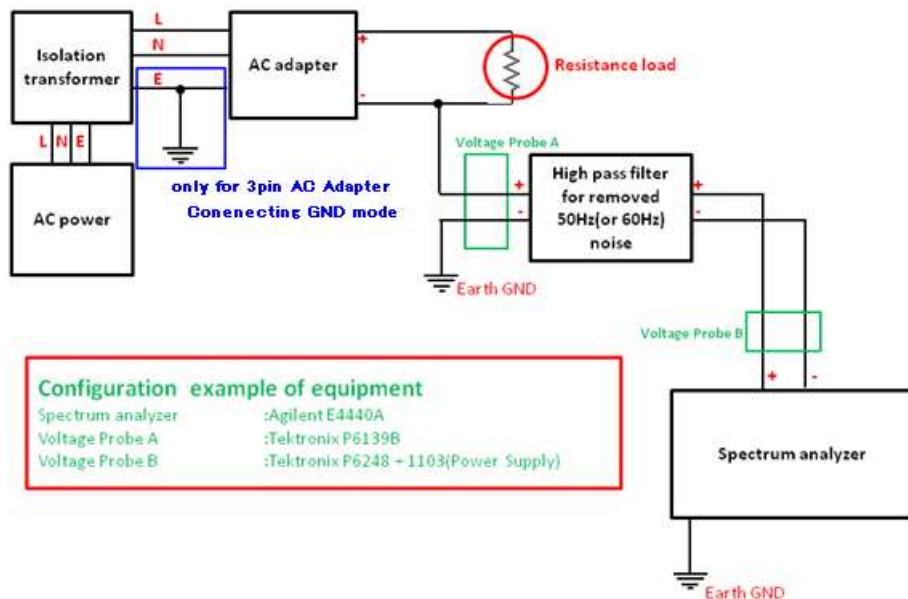 L
N
E
Isolation
transformer
AC adapter
+
-
Resistance load
L N E
AC power
only for 3pin AC Adapter
Conenecting GND mode
Voltage Probe A
+
-
High pass filter
for removed
50Hz(or 60Hz)
noise
+
-
Earth GND
Voltage Probe B
+ -
Configuration example of equipment
Spectrum analyzer :Agilent E4440A
Voltage Probe A :Tektronix P6139B
Voltage Probe B :Tektronix P6248 + 1103(Power Supply)
Spectrum analyzer
Earth GND